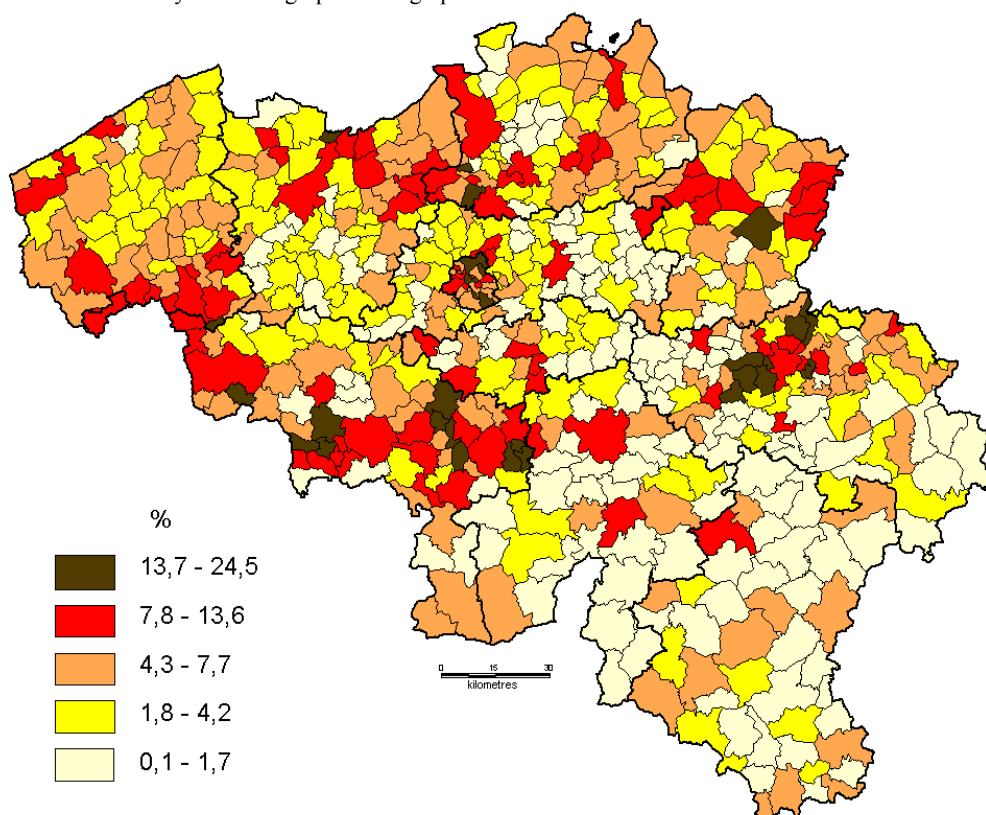 %
13,7 - 24,5
7,8 - 13,6
4,3 - 7,7
1,8 - 4,2
0,1 - 1,7
0 15 30
kilometres